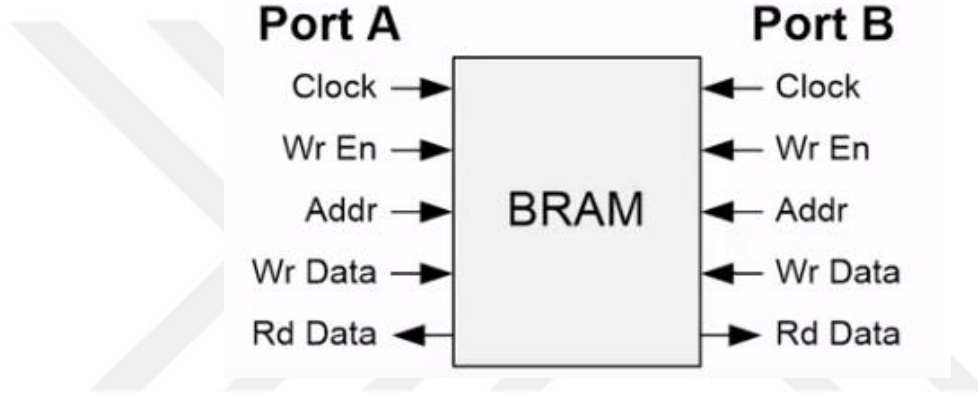 Port A Port B
Clock Clock
Wr En Wr En
Addr BRAM Addr
Wr Data Wr Data
Rd Data Rd Data